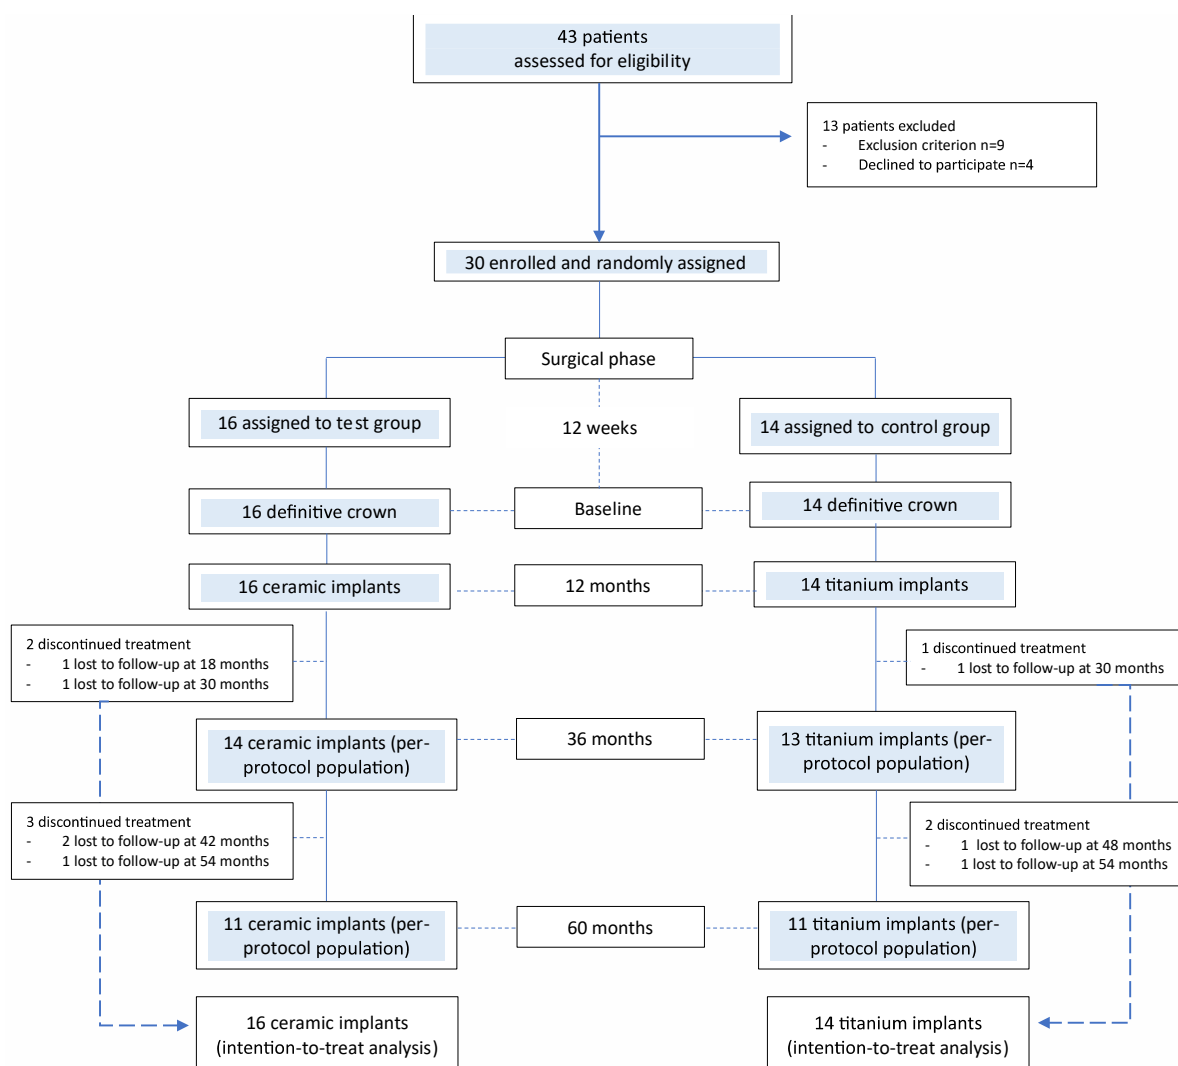 43 patients
assessed for eligibility
13 patients excluded
- Exclusion criterion n=9
- Declined to participate n=4
30 enrolled and randomly assigned
Surgical phase
16 assigned to test group
12 weeks
14 assigned to control group
16 definitive crown
Baseline
14 definitive crown
16 ceramic implants
12 months
14 titanium implants
2 discontinued treatment
- 1 lost to follow-up at 18 months
- 1 lost to follow-up at 30 months
1 discontinued treatment
- 1 lost to follow-up at 30 months
14 ceramic implants (per-
protocol population)
36 months
13 titanium implants (per-
protocol population)
3 discontinued treatment
- 2 lost to follow-up at 42 months
- 1 lost to follow-up at 54 months
2 discontinued treatment
- 1 lost to follow-up at 48 months
- 1 lost to follow-up at 54 months
11 ceramic implants (per-
protocol population)
60 months
11 titanium implants (per-
protocol population)
16 ceramic implants
(intention-to-treat analysis)
14 titanium implants
(intention-to-treat analysis)